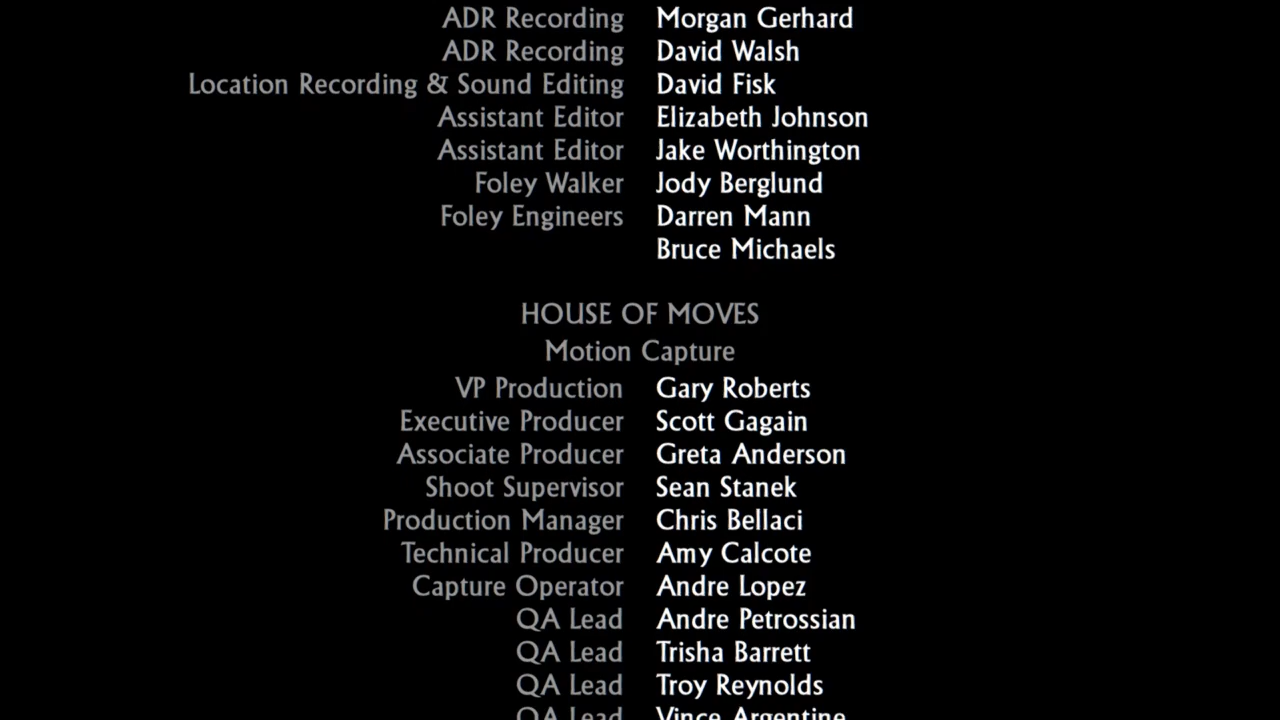 ADR Recording Morgan Gerhard
ADR Recording David Walsh
Location Recording & Sound Editing David Fisk
Assistant Editor Elizabeth Johnson
Assistant Editor Jake Worthington
Foley Walker Jody Berglund
Foley Engineers Darren Mann
Bruce Michaels
HOUSE OF MOVES
Motion Capture
VP Production Gary Roberts
Executive Producer Scott Gagain
Associate Producer Greta Anderson
Shoot Supervisor Sean Stanek
Production Manager Chris Bellaci
Technical Producer Amy Calcote
Capture Operator Andre Lopez
QA Lead Andre Petrossian
QA Lead Trisha Barrett
QA Lead Troy Reynolds
QA Lead Vince Argentine